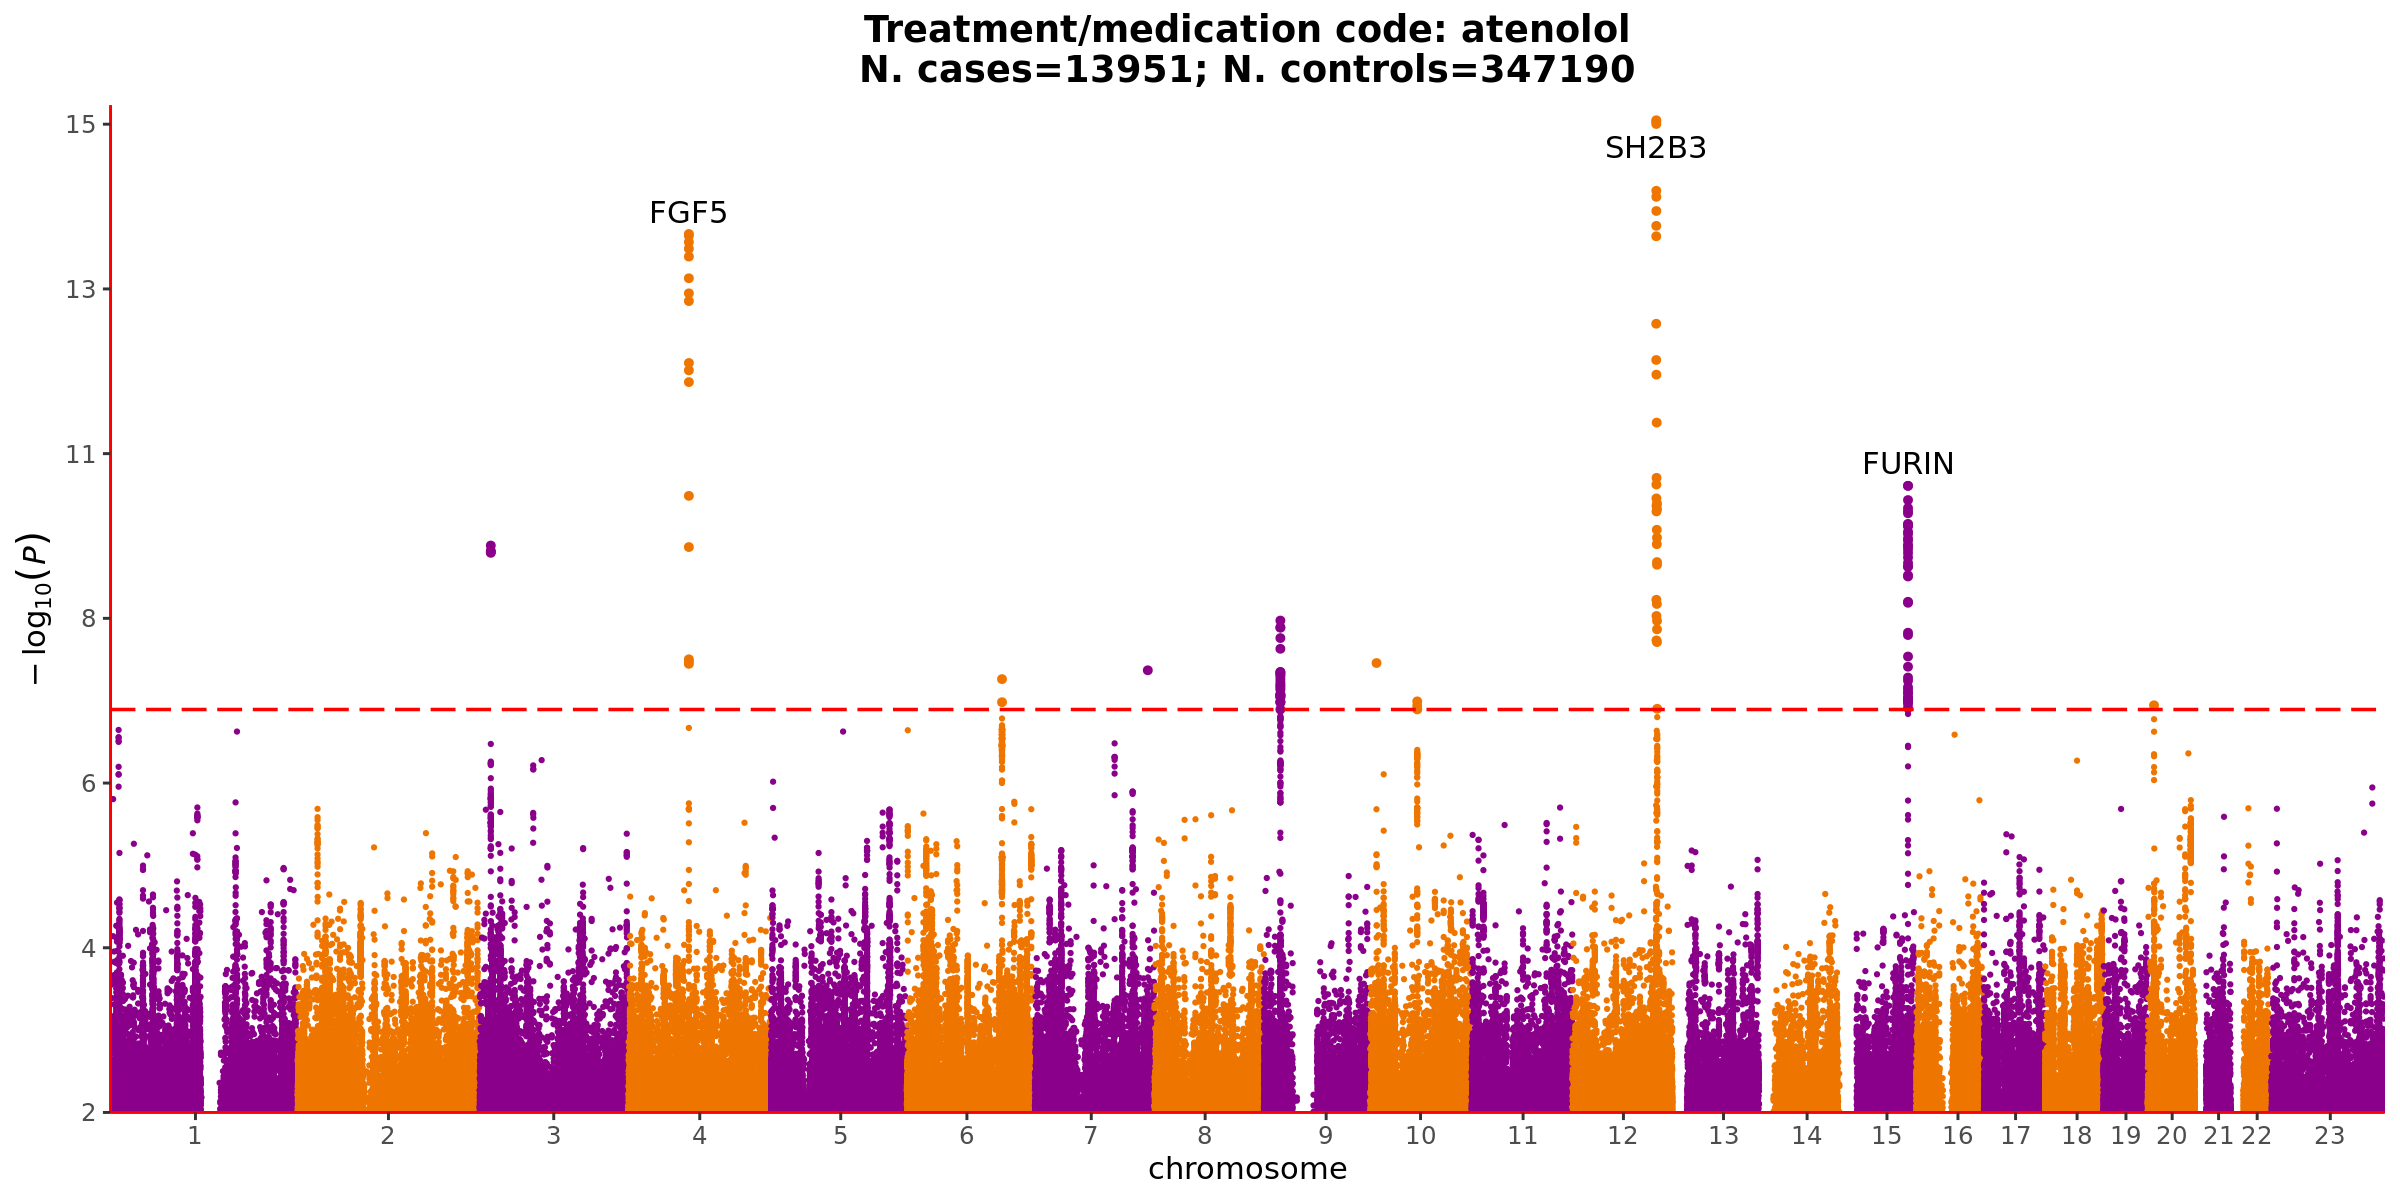 Treatment/medication code: atenolol
N. cases=13951; N. controls=347190
15
SH2B3
FGF5
13
11
FURIN
−log10(P)
8
6
4
2
1 2 3 4 5 6 7 8 9 10 11 12 13 14 15 16 17 18 19 20 21 22 23
chromosome